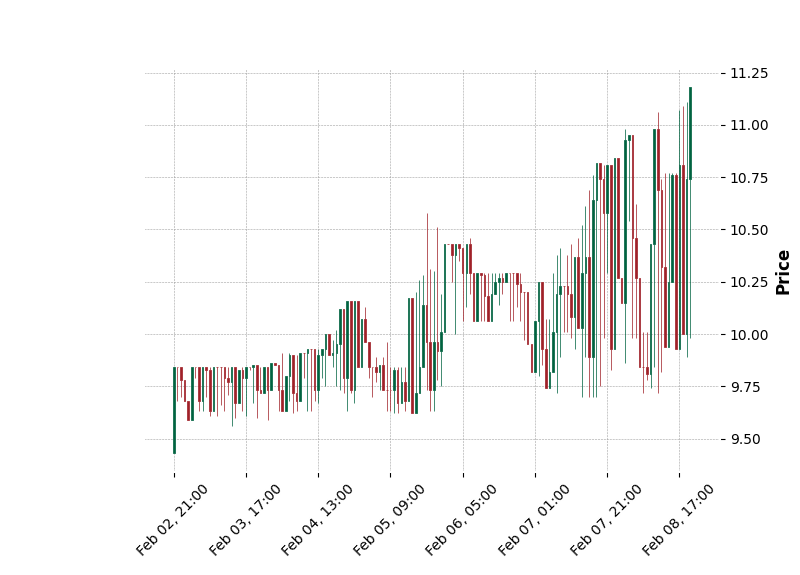 11.25
11.00
10.75
10.50
10.25
10.00
9.75
9.50
Price
Feb 02, 21:00
Feb 03, 17:00
Feb 04, 13:00
Feb 05, 09:00
Feb 06, 05:00
Feb 07, 01:00
Feb 07, 21:00
Feb 08, 17:00